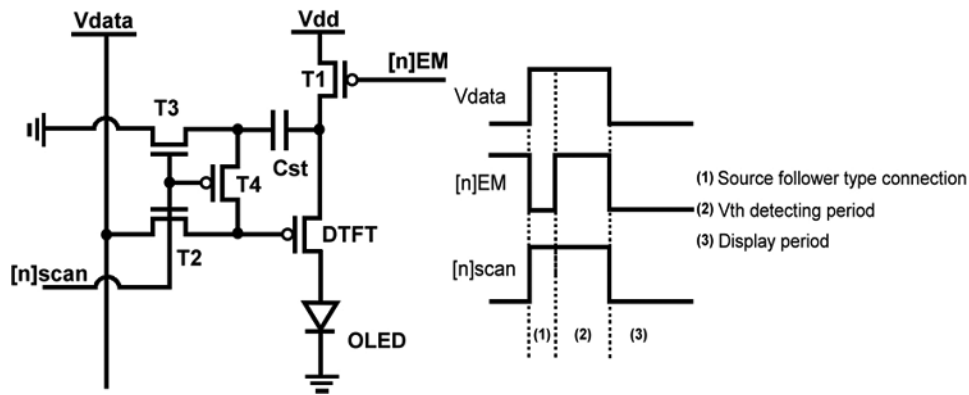 Vdata
Vdd
[n]EM
T1
T3
Cst
T4
DTFT
T2
[n]scan
OLED
Vdata
[n]EM
[n]scan
(1)
(2)
(3)
(1) Source follower type connection
(2) Vth detecting period
(3) Display period